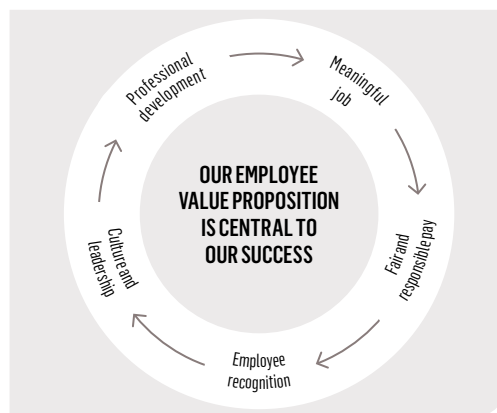 Professional
development
Meaningful
job
OUR EMPLOYEE
VALUE PROPOSITION
IS CENTRAL TO
OUR SUCCESS
Fair and
responsible pay
Culture and
leadership
Employee
recognition